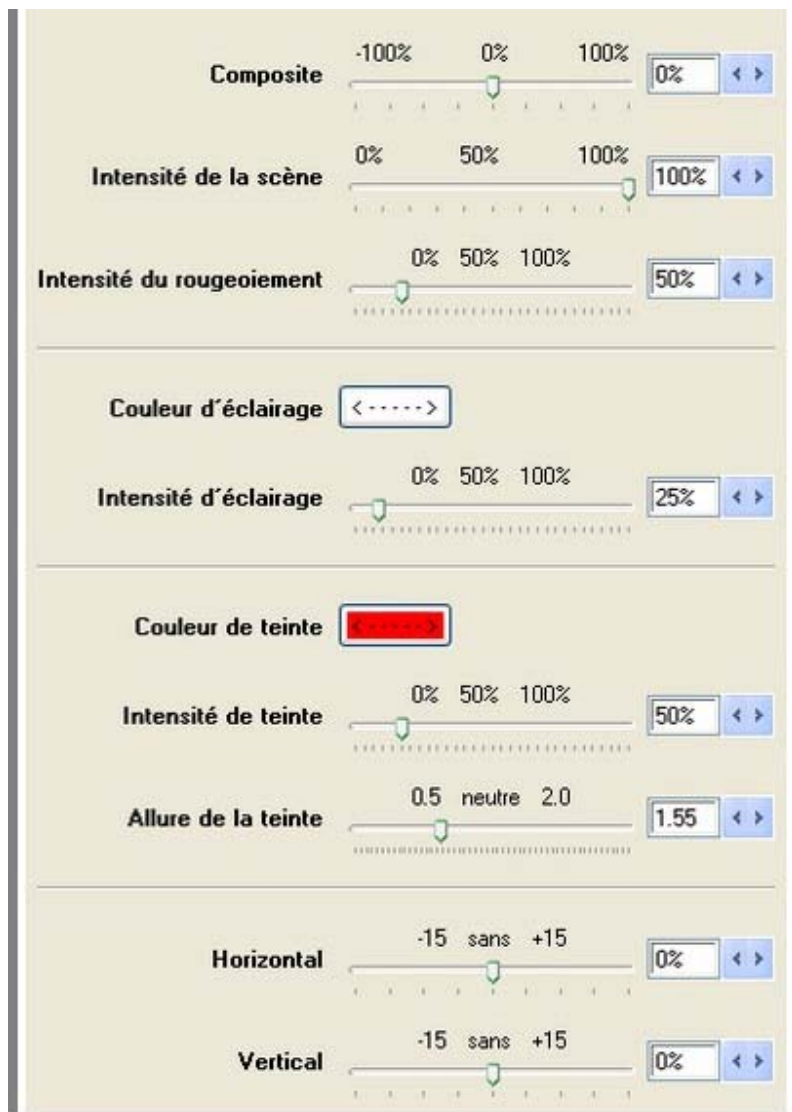 -100% 0% 100%
Composite 0%
0% 50% 100%
Intensité de la scène 100%
0% 50% 100%
Intensité du rougeoiement 50%
Couleur d´éclairage <----->
0% 50% 100%
Intensité d´éclairage 25%
Couleur de teinte <----->
0% 50% 100%
Intensité de teinte 50%
0.5 neutre 2.0
Allure de la teinte 1.55
-15 sans +15
Horizontal 0%
-15 sans +15
Vertical 0%